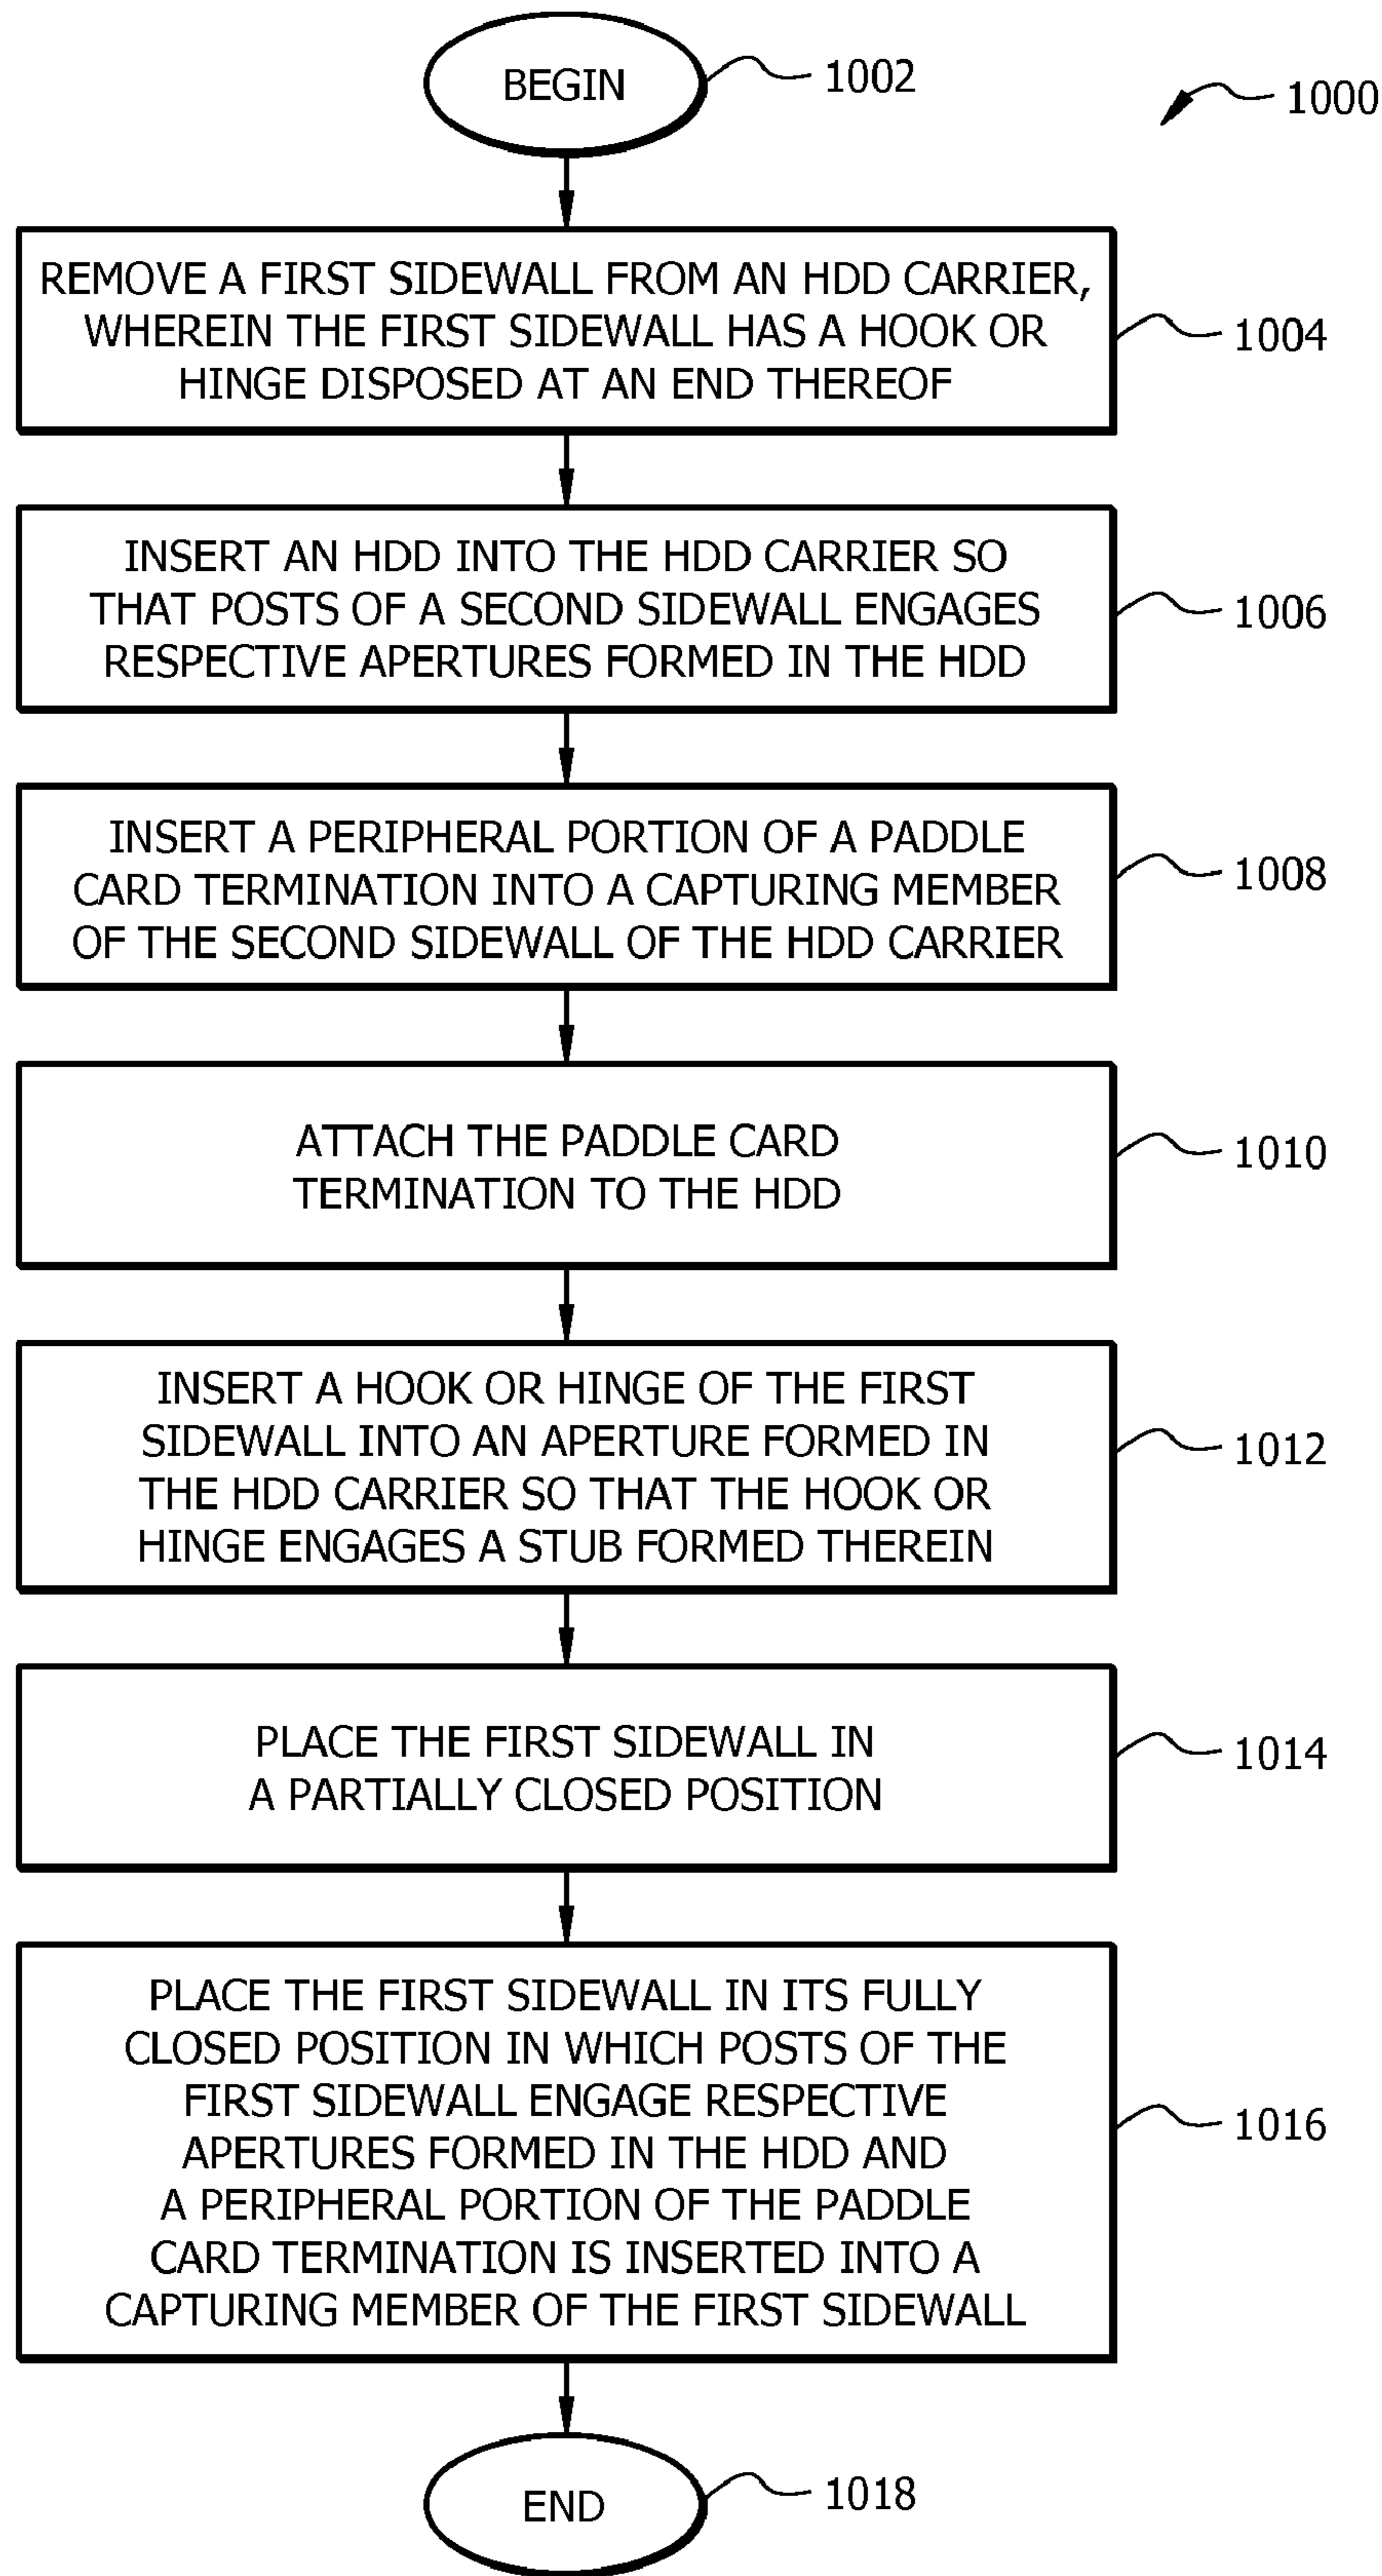 BEGIN
1002
1000
REMOVE A FIRST SIDEWALL FROM AN HDD CARRIER,
WHEREIN THE FIRST SIDEWALL HAS A HOOK OR
HINGE DISPOSED AT AN END THEREOF
1004
INSERT AN HDD INTO THE HDD CARRIER SO
THAT POSTS OF A SECOND SIDEWALL ENGAGES
RESPECTIVE APERTURES FORMED IN THE HDD
1006
INSERT A PERIPHERAL PORTION OF A PADDLE
CARD TERMINATION INTO A CAPTURING MEMBER
OF THE SECOND SIDEWALL OF THE HDD CARRIER
1008
ATTACH THE PADDLE CARD
TERMINATION TO THE HDD
1010
INSERT A HOOK OR HINGE OF THE FIRST
SIDEWALL INTO AN APERTURE FORMED IN
THE HDD CARRIER SO THAT THE HOOK OR
HINGE ENGAGES A STUB FORMED THEREIN
1012
PLACE THE FIRST SIDEWALL IN
A PARTIALLY CLOSED POSITION
1014
PLACE THE FIRST SIDEWALL IN ITS FULLY
CLOSED POSITION IN WHICH POSTS OF THE
FIRST SIDEWALL ENGAGE RESPECTIVE
APERTURES FORMED IN THE HDD AND
A PERIPHERAL PORTION OF THE PADDLE
CARD TERMINATION IS INSERTED INTO A
CAPTURING MEMBER OF THE FIRST SIDEWALL
1016
END
1018